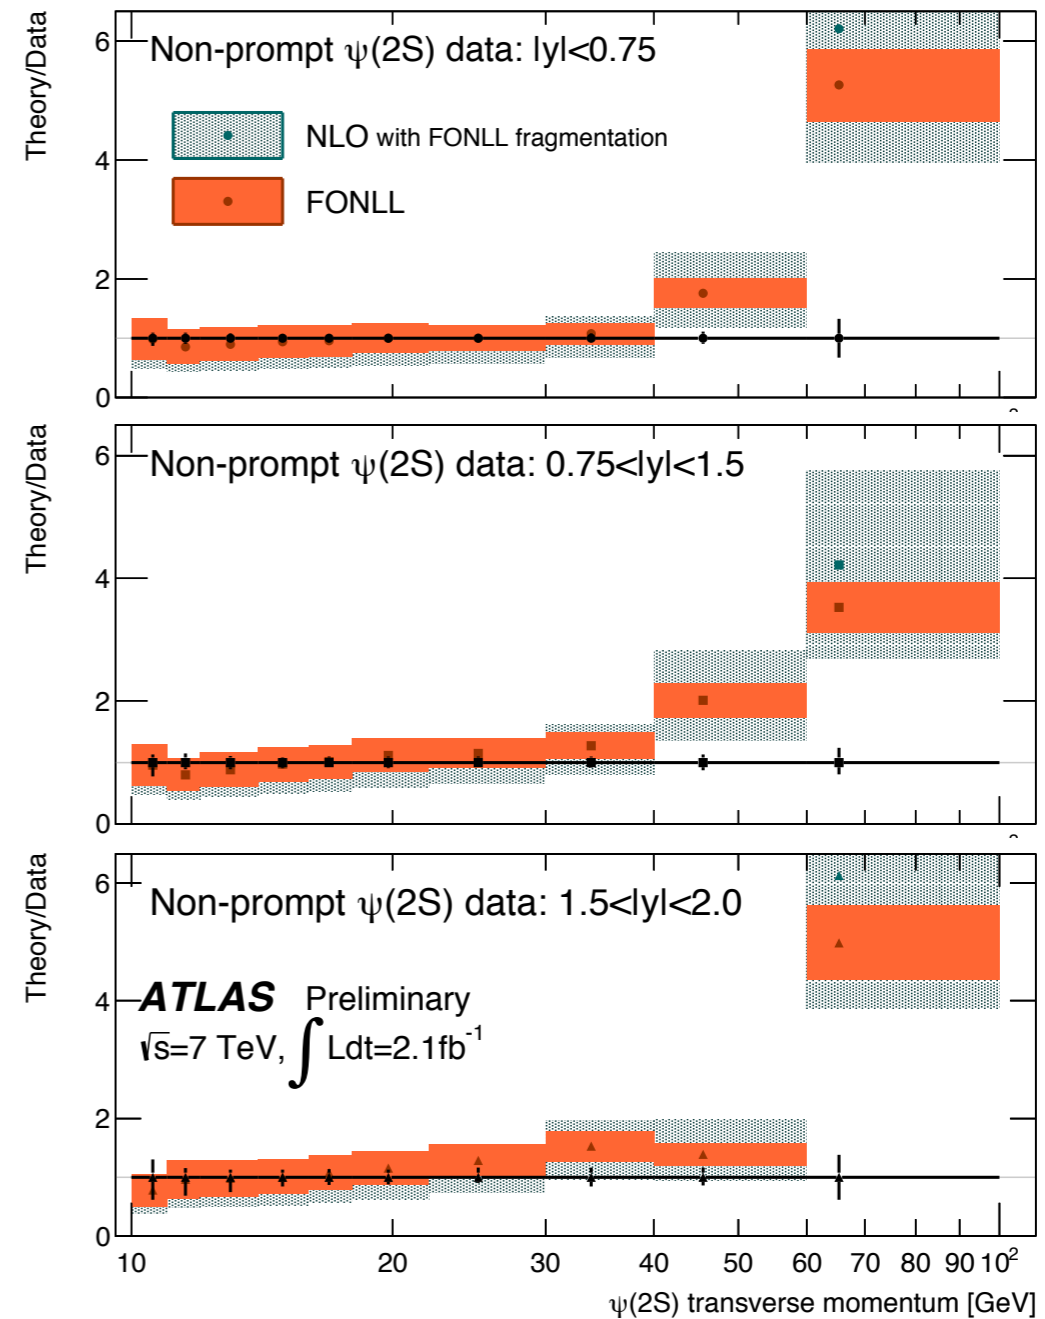 Theory/Data
6
4
2
0
Non-prompt ψ(2S) data: |y|<0.75
NLO with FONLL fragmentation
FONLL
Theory/Data
6
4
2
0
Non-prompt ψ(2S) data: 0.75<|y|<1.5
Theory/Data
6
4
2
0
Non-prompt ψ(2S) data: 1.5<|y|<2.0
ATLAS Preliminary
√s=7 TeV, ∫ Ldt=2.1fb⁻¹
10 20 30 40 50 60 70 80 90 10²
ψ(2S) transverse momentum [GeV]